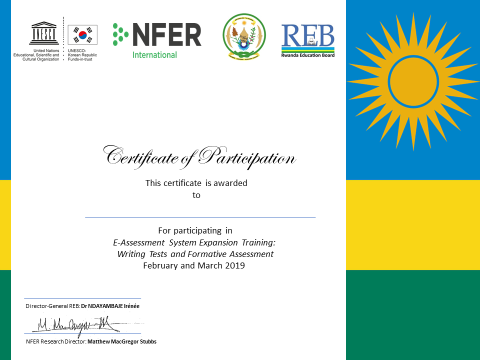 UNESCO
United Nations
Educational, Scientific and
Cultural Organization
UNESCO:
Korean Republic
Funds-in-trust
NFER
International
REB
Rwanda Education Board
Certificate of Participation
This certificate is awarded
to
For participating in
E-Assessment System Expansion Training:
Writing Tests and Formative Assessment
February and March 2019
Director-General REB: Dr NDAYAMBAJE Irénée
NFER Research Director: Matthew MacGregor Stubbs